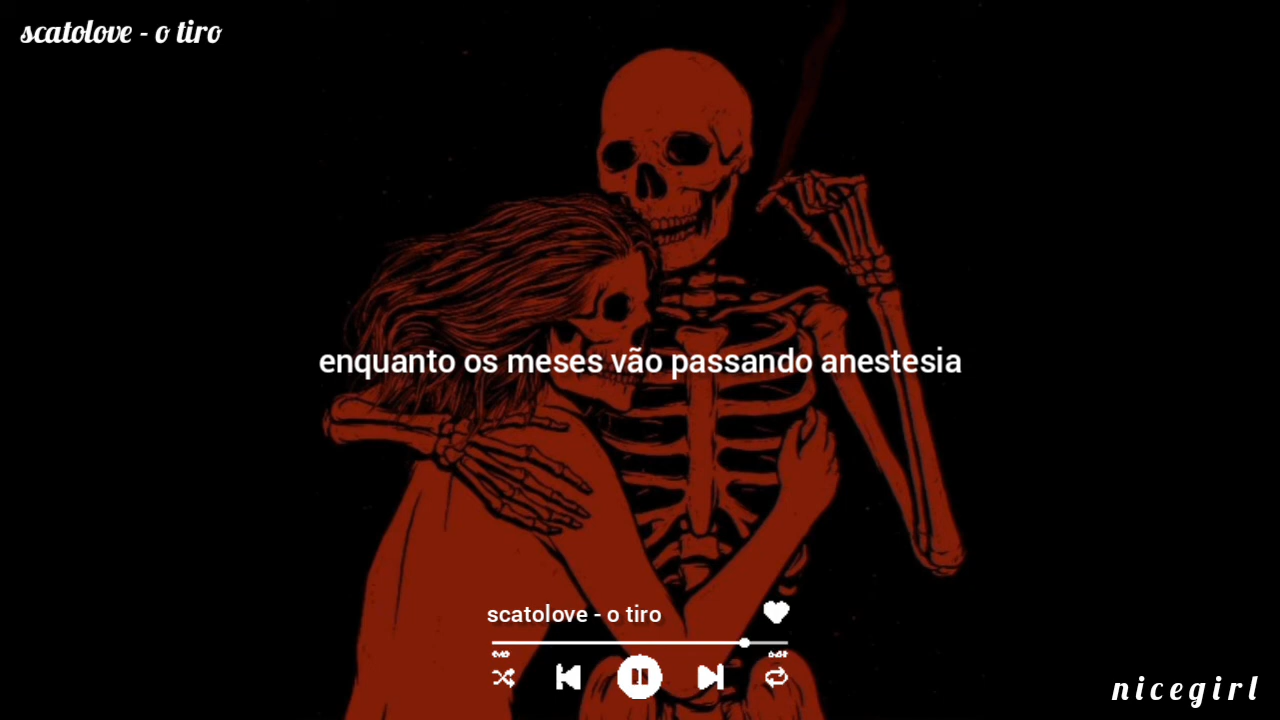 scatolove - o tiro
enquanto os meses vão passando anestesia
scatolove - o tiro
nicegirl